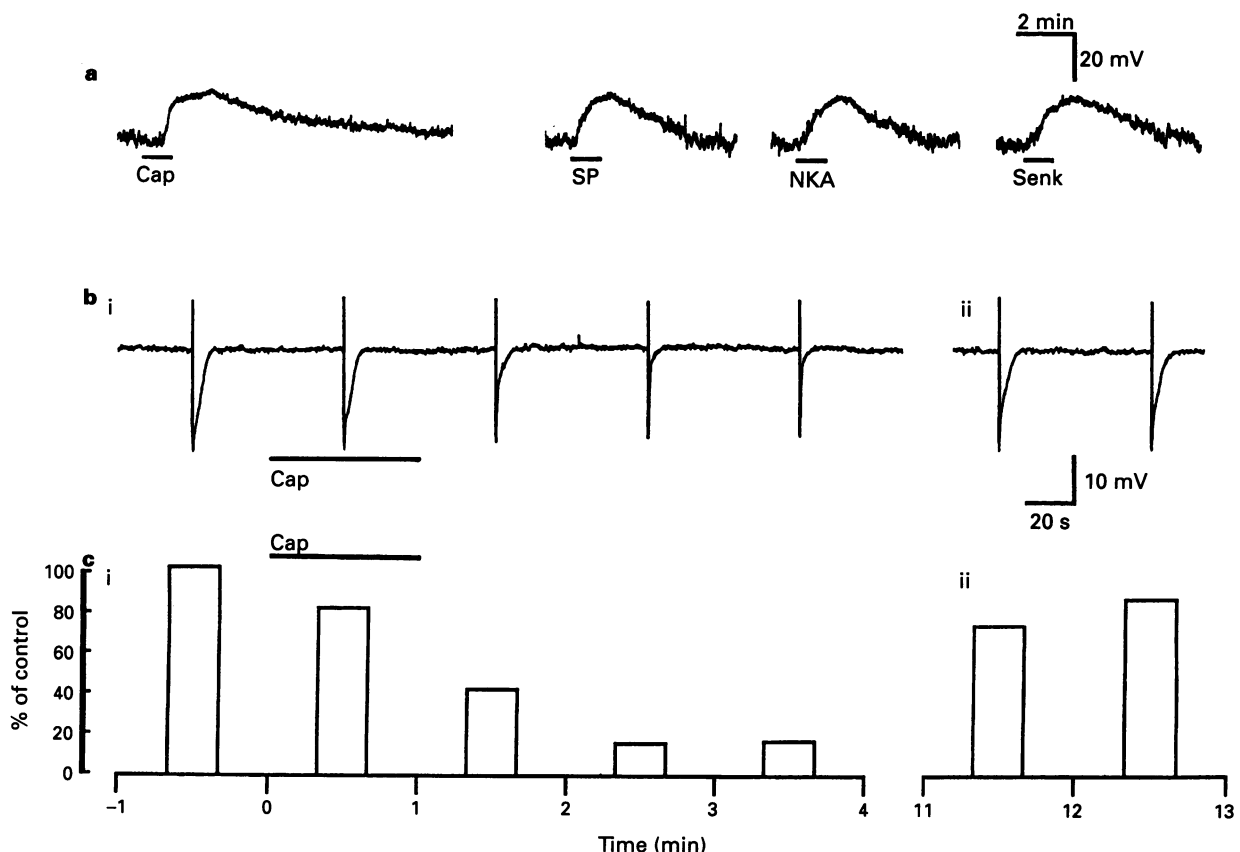 2 min
20 mV
a
Cap
SP
NKA
Senk
b
i
ii
Cap
10 mV
20 s
Cap
c
i
ii
% of control
100
80
60
40
20
0
–1
0
1
2
3
4
11
12
13
Time (min)